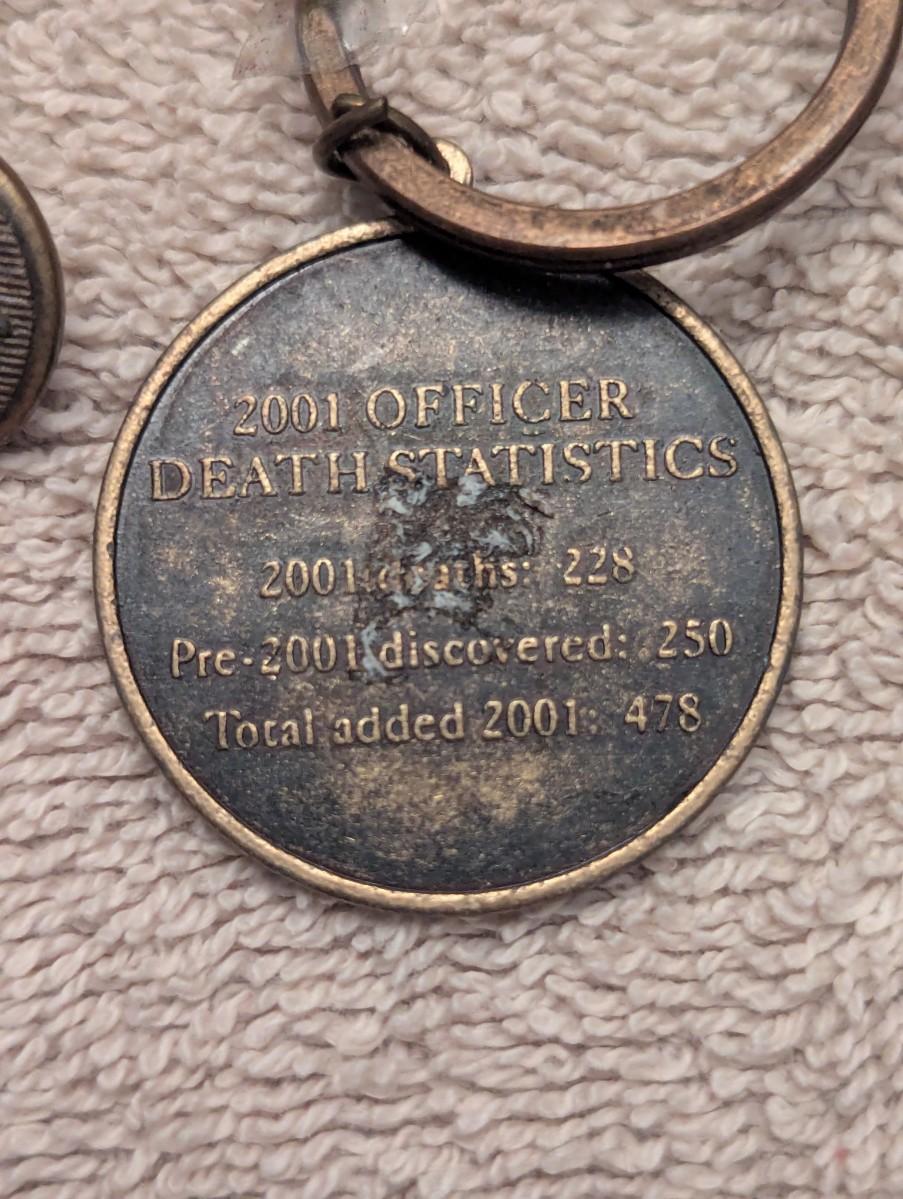 2001 OFFICER
DEATH STATISTICS
2001 deaths: 228
Pre-2001 discovered: 250
Total added 2001: 478